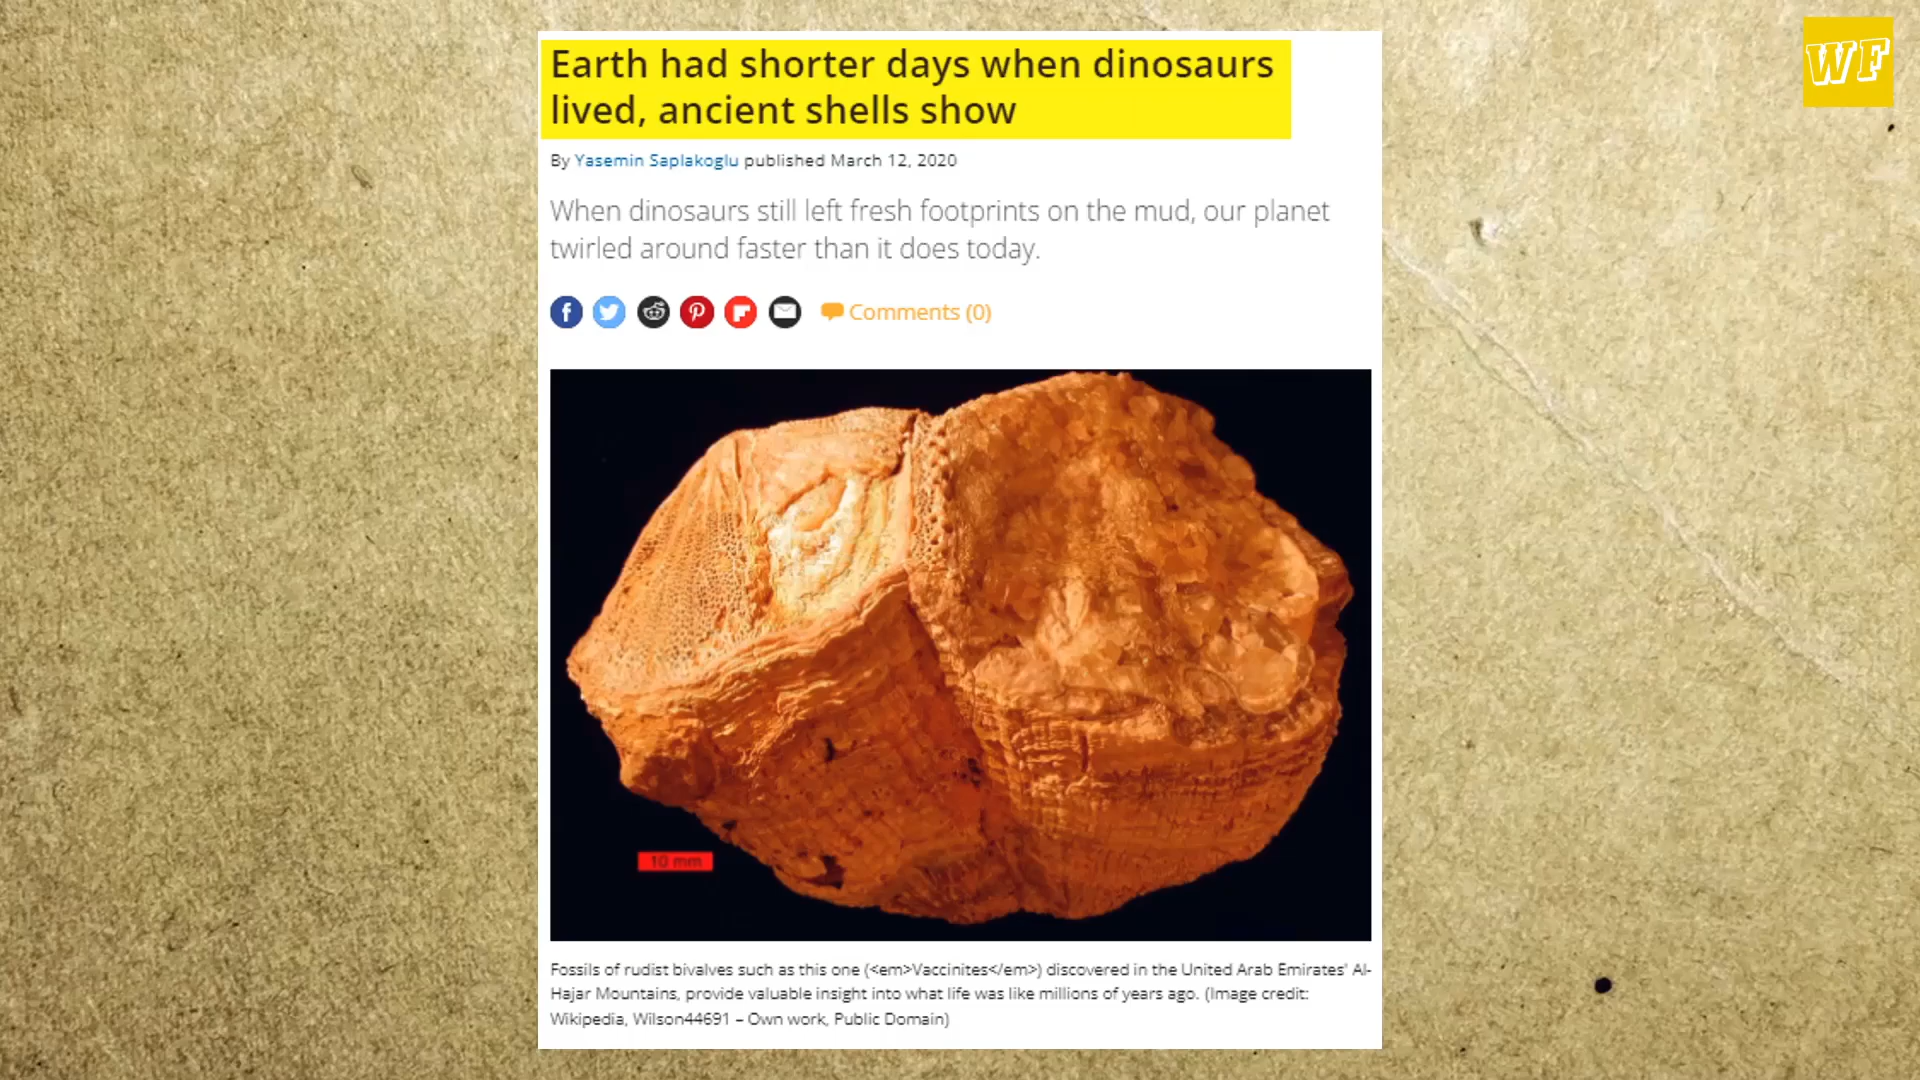 WF
Earth had shorter days when dinosaurs
lived, ancient shells show
By Yasemin Saplakoglu published March 12, 2020
When dinosaurs still left fresh footprints on the mud, our planet
twirled around faster than it does today.
Comments (0)
10 mm
Fossils of rudist bivalves such as this one (<em>Vaccinites</em>) discovered in the United Arab Emirates' Al-
Hajar Mountains, provide valuable insight into what life was like millions of years ago. (Image credit:
Wikipedia, Wilson44691 – Own work, Public Domain)